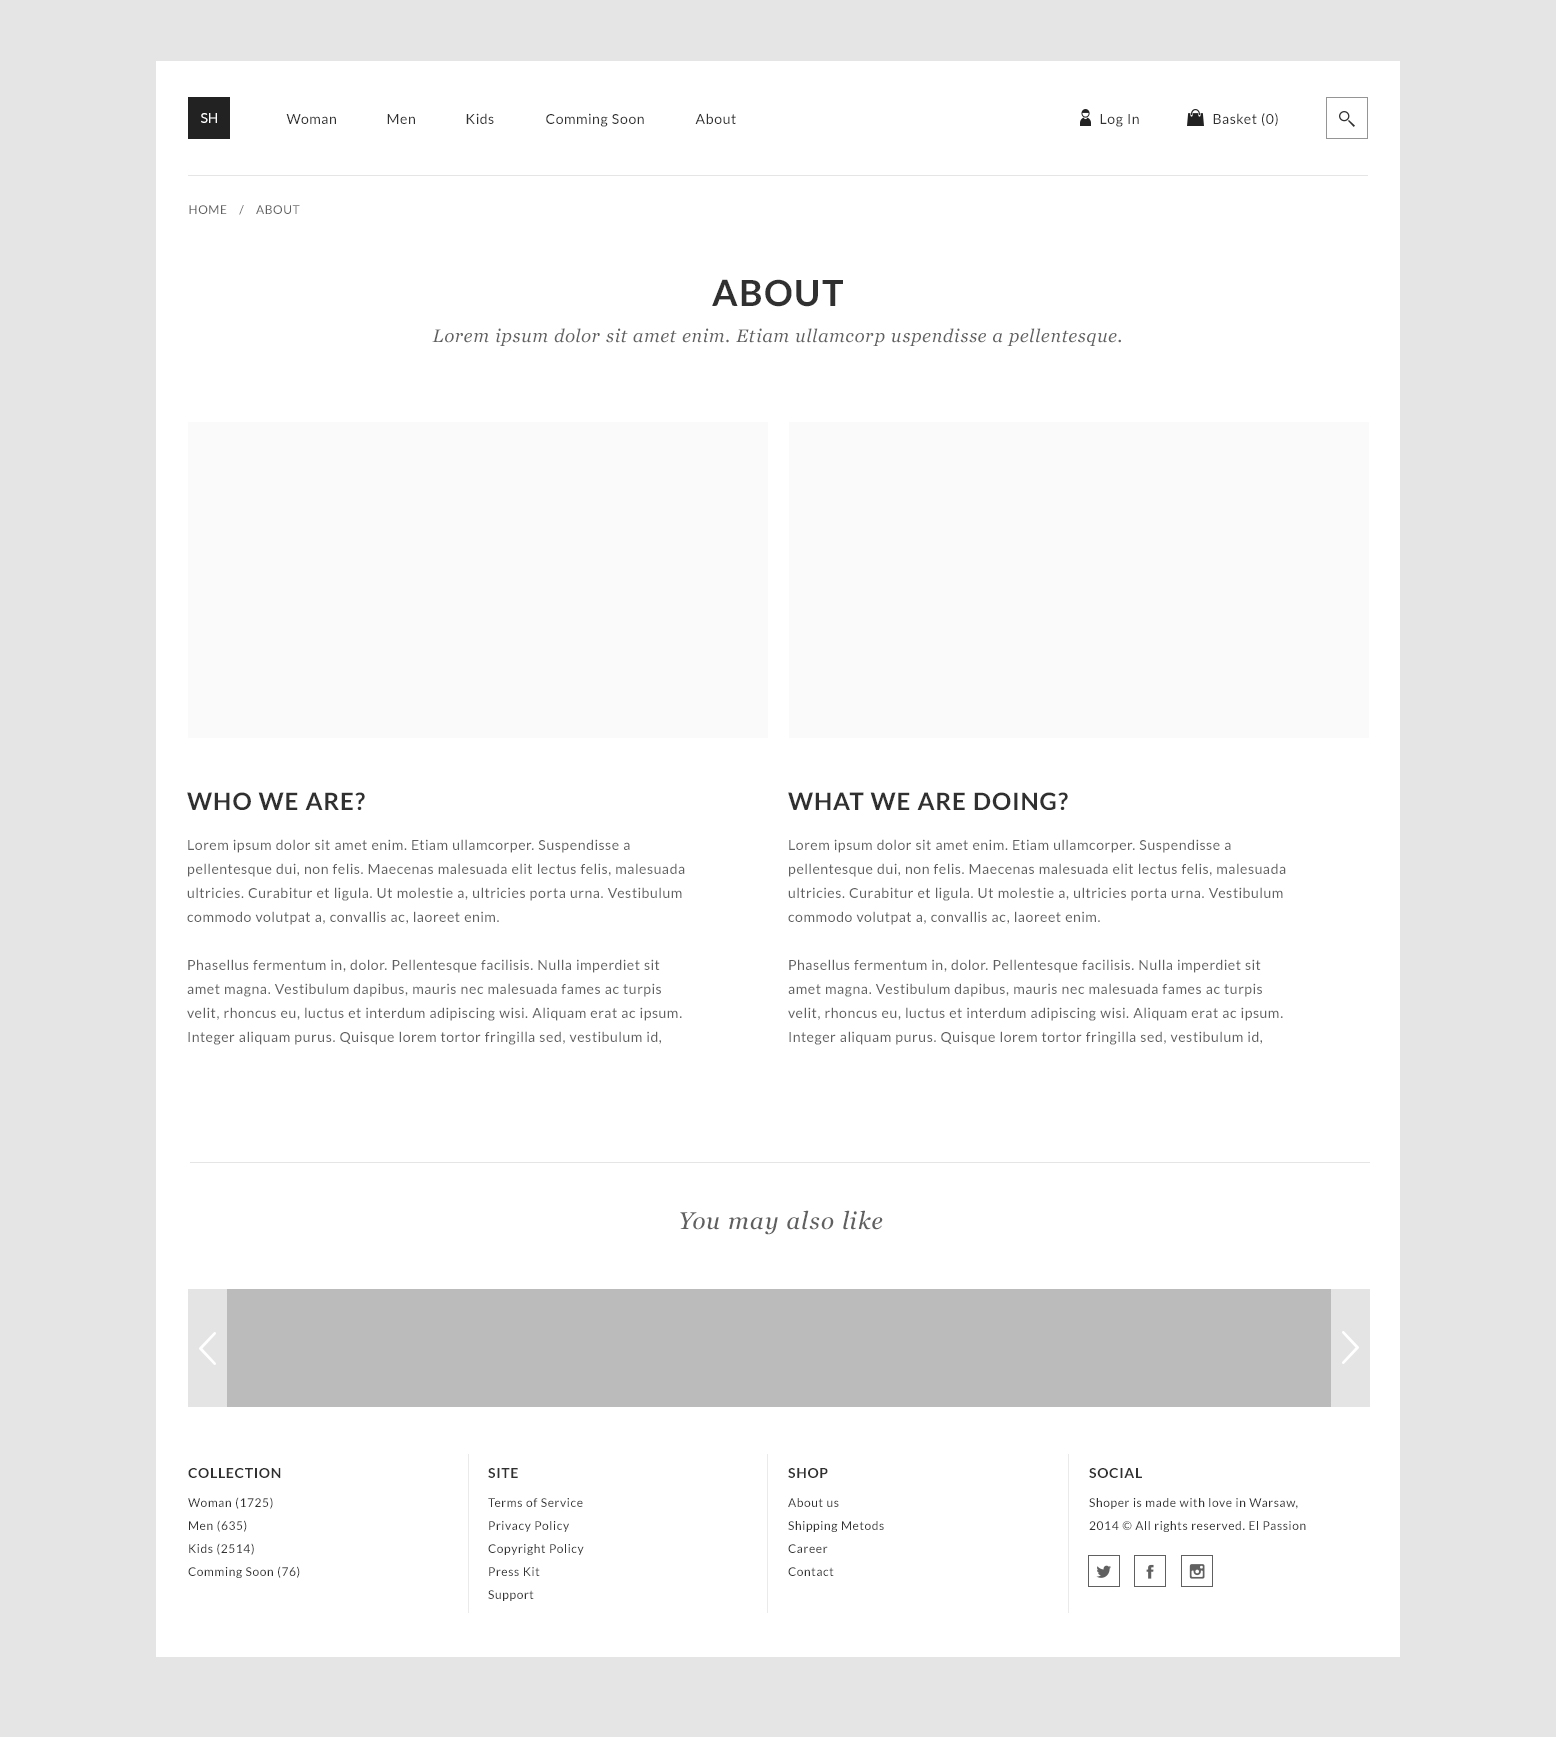 SH
Woman
Men
Kids
Comming Soon
About
Log In
Basket (0)
HOME / ABOUT
ABOUT
Lorem ipsum dolor sit amet enim. Etiam ullamcorp uspendisse a pellentesque.
WHO WE ARE?
Lorem ipsum dolor sit amet enim. Etiam ullamcorper. Suspendisse a
pellentesque dui, non felis. Maecenas malesuada elit lectus felis, malesuada
ultricies. Curabitur et ligula. Ut molestie a, ultricies porta urna. Vestibulum
commodo volutpat a, convallis ac, laoreet enim.
Phasellus fermentum in, dolor. Pellentesque facilisis. Nulla imperdiet sit
amet magna. Vestibulum dapibus, mauris nec malesuada fames ac turpis
velit, rhoncus eu, luctus et interdum adipiscing wisi. Aliquam erat ac ipsum.
Integer aliquam purus. Quisque lorem tortor fringilla sed, vestibulum id,
WHAT WE ARE DOING?
Lorem ipsum dolor sit amet enim. Etiam ullamcorper. Suspendisse a
pellentesque dui, non felis. Maecenas malesuada elit lectus felis, malesuada
ultricies. Curabitur et ligula. Ut molestie a, ultricies porta urna. Vestibulum
commodo volutpat a, convallis ac, laoreet enim.
Phasellus fermentum in, dolor. Pellentesque facilisis. Nulla imperdiet sit
amet magna. Vestibulum dapibus, mauris nec malesuada fames ac turpis
velit, rhoncus eu, luctus et interdum adipiscing wisi. Aliquam erat ac ipsum.
Integer aliquam purus. Quisque lorem tortor fringilla sed, vestibulum id,
You may also like
COLLECTION
Woman (1725)
Men (635)
Kids (2514)
Comming Soon (76)
SITE
Terms of Service
Privacy Policy
Copyright Policy
Press Kit
Support
SHOP
About us
Shipping Metods
Career
Contact
SOCIAL
Shoper is made with love in Warsaw,
2014 © All rights reserved. El Passion